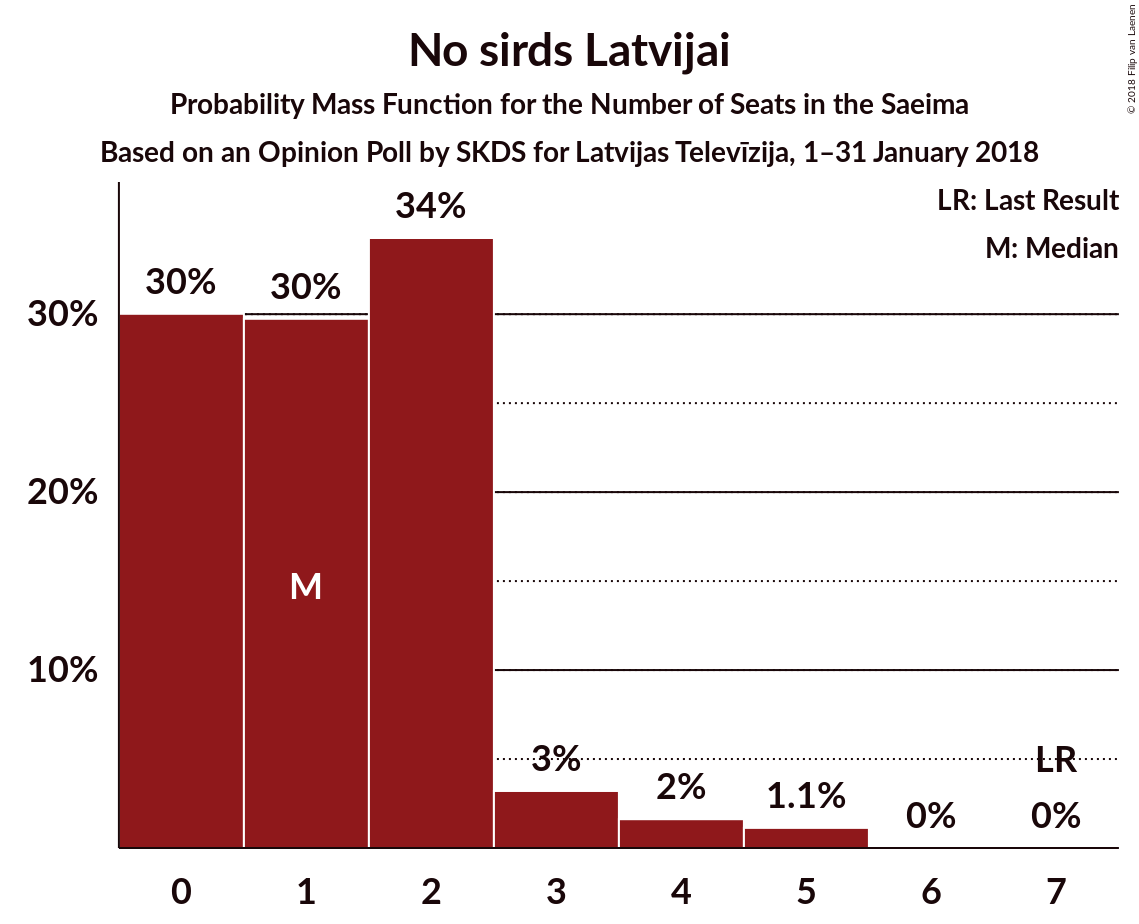 No sirds Latvijai
Probability Mass Function for the Number of Seats in the Saeima
Based on an Opinion Poll by SKDS for Latvijas Televīzija, 1–31 January 2018
© 2018 Filip van Laenen
LR: Last Result
M: Median
34%
30%
30%
30%
20%
M
10%
3%
LR
2%
1.1%
0%
0%
0 1 2 3 4 5 6 7